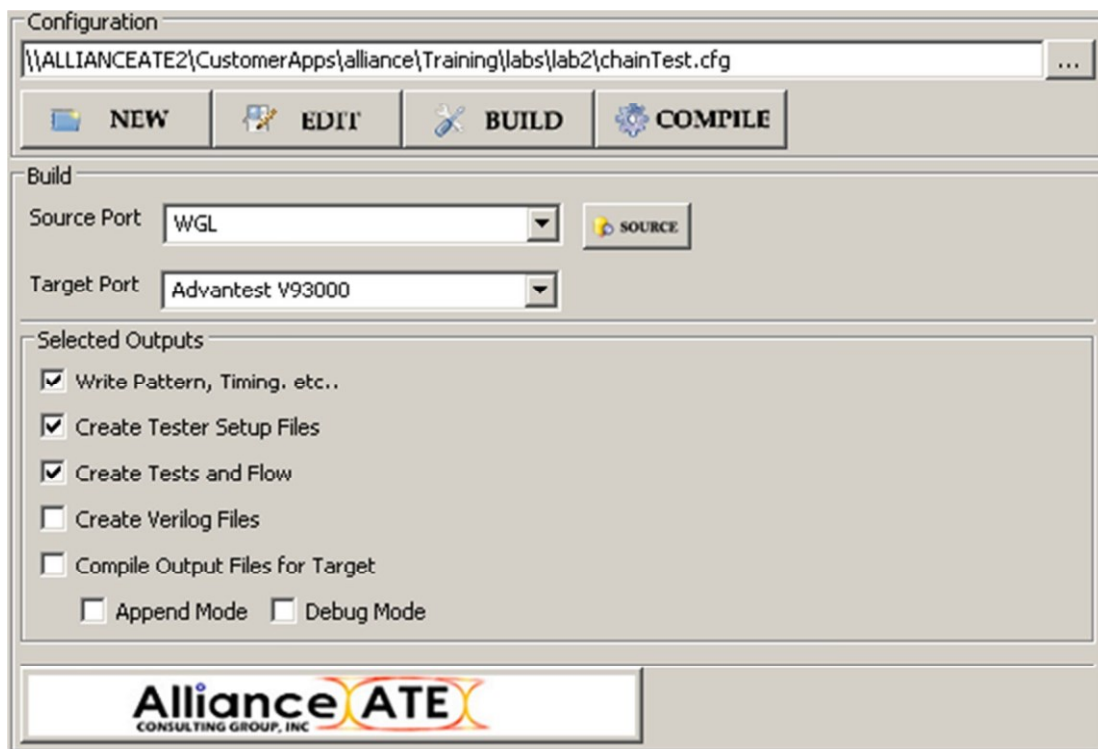 Configuration
\\ALLIANCEATE2\CustomerApps\alliance\Training\labs\lab2\chainTest.cfg ...
NEW EDIT BUILD COMPILE
Build
Source Port WGL SOURCE
Target Port Advantest V93000
Selected Outputs
Write Pattern, Timing. etc..
Create Tester Setup Files
Create Tests and Flow
Create Verilog Files
Compile Output Files for Target
Append Mode Debug Mode
Alliance ATE
CONSULTING GROUP, INC